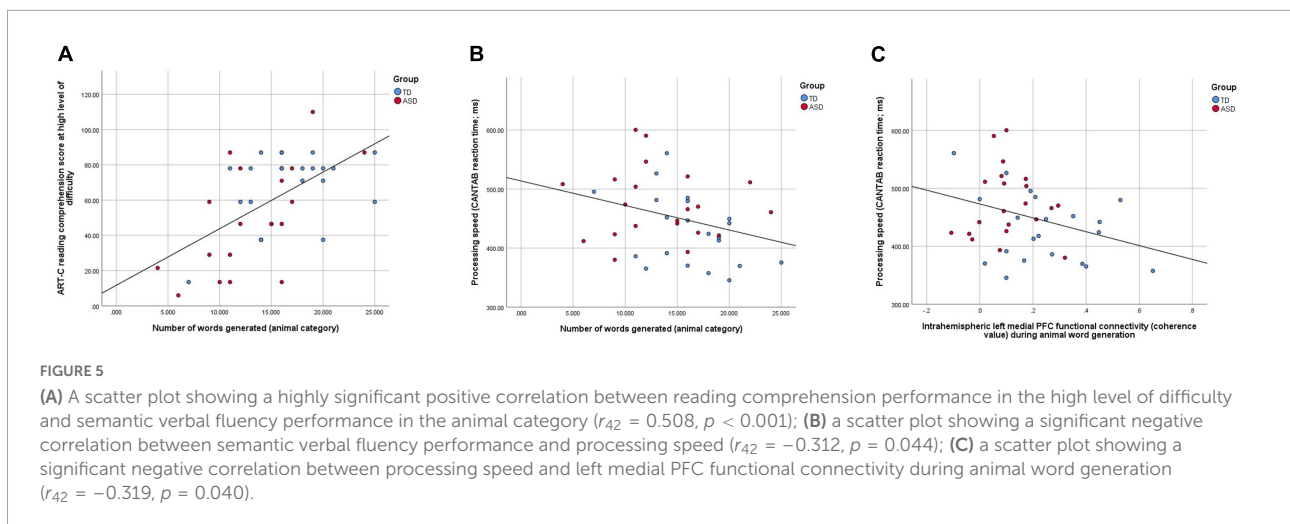 A
Group
TD
ASD
ART-C reading comprehension score at high level of
difficulty
120.00
100.00
80.00
60.00
40.00
20.00
.00
.000
5.000
10.000
15.000
20.000
25.000
Number of words generated (animal category)
B
Group
TD
ASD
Processing speed (CANTAB reaction time; ms)
600.00
500.00
400.00
300.00
.000
5.000
10.000
15.000
20.000
25.000
Number of words generated (animal category)
C
Group
TD
ASD
Processing speed (CANTAB reaction time; ms)
600.00
500.00
400.00
300.00
-.2
.0
.2
.4
.6
.8
Intrahemispheric left medial PFC functional connectivity (coherence
value) during animal word generation
FIGURE 5
(A) A scatter plot showing a highly significant positive correlation between reading comprehension performance in the high level of difficulty
and semantic verbal fluency performance in the animal category (r42 = 0.508, p < 0.001); (B) a scatter plot showing a significant negative
correlation between semantic verbal fluency performance and processing speed (r42 = −0.312, p = 0.044); (C) a scatter plot showing a
significant negative correlation between processing speed and left medial PFC functional connectivity during animal word generation
(r42 = −0.319, p = 0.040).